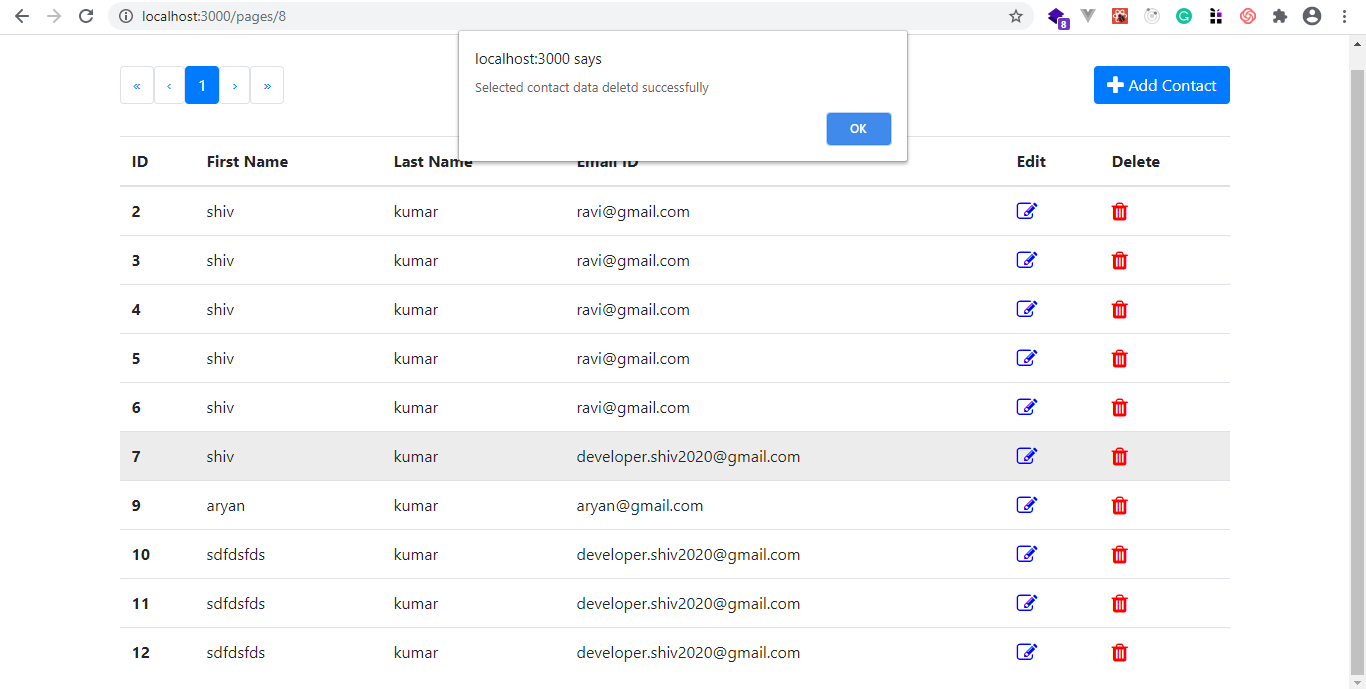 localhost:3000/pages/8
8
localhost:3000 says
Selected contact data deletd successfully
OK
« ‹ 1 › »
Add Contact
ID First Name Last Name Email ID Edit Delete
2 shiv kumar ravi@gmail.com
3 shiv kumar ravi@gmail.com
4 shiv kumar ravi@gmail.com
5 shiv kumar ravi@gmail.com
6 shiv kumar ravi@gmail.com
7 shiv kumar developer.shiv2020@gmail.com
9 aryan kumar aryan@gmail.com
10 sdfdsfds kumar developer.shiv2020@gmail.com
11 sdfdsfds kumar developer.shiv2020@gmail.com
12 sdfdsfds kumar developer.shiv2020@gmail.com